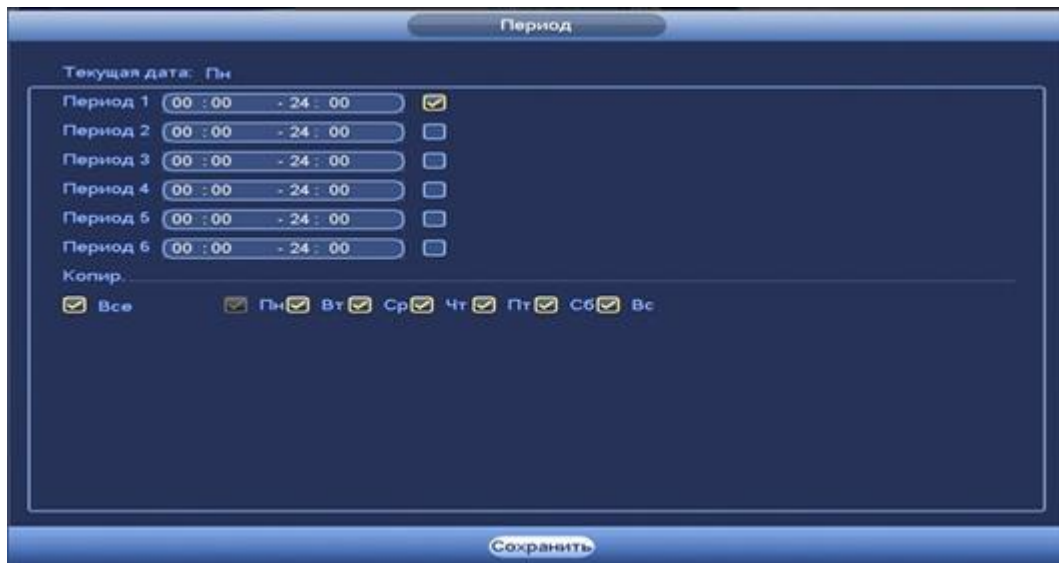 Период
Текущая дата: Пн
Период 1 00 : 00 - 24 : 00
Период 2 00 : 00 - 24 : 00
Период 3 00 : 00 - 24 : 00
Период 4 00 : 00 - 24 : 00
Период 5 00 : 00 - 24 : 00
Период 6 00 : 00 - 24 : 00
Копир.
Все Пн Вт Ср Чт Пт Сб Вс
Сохранить